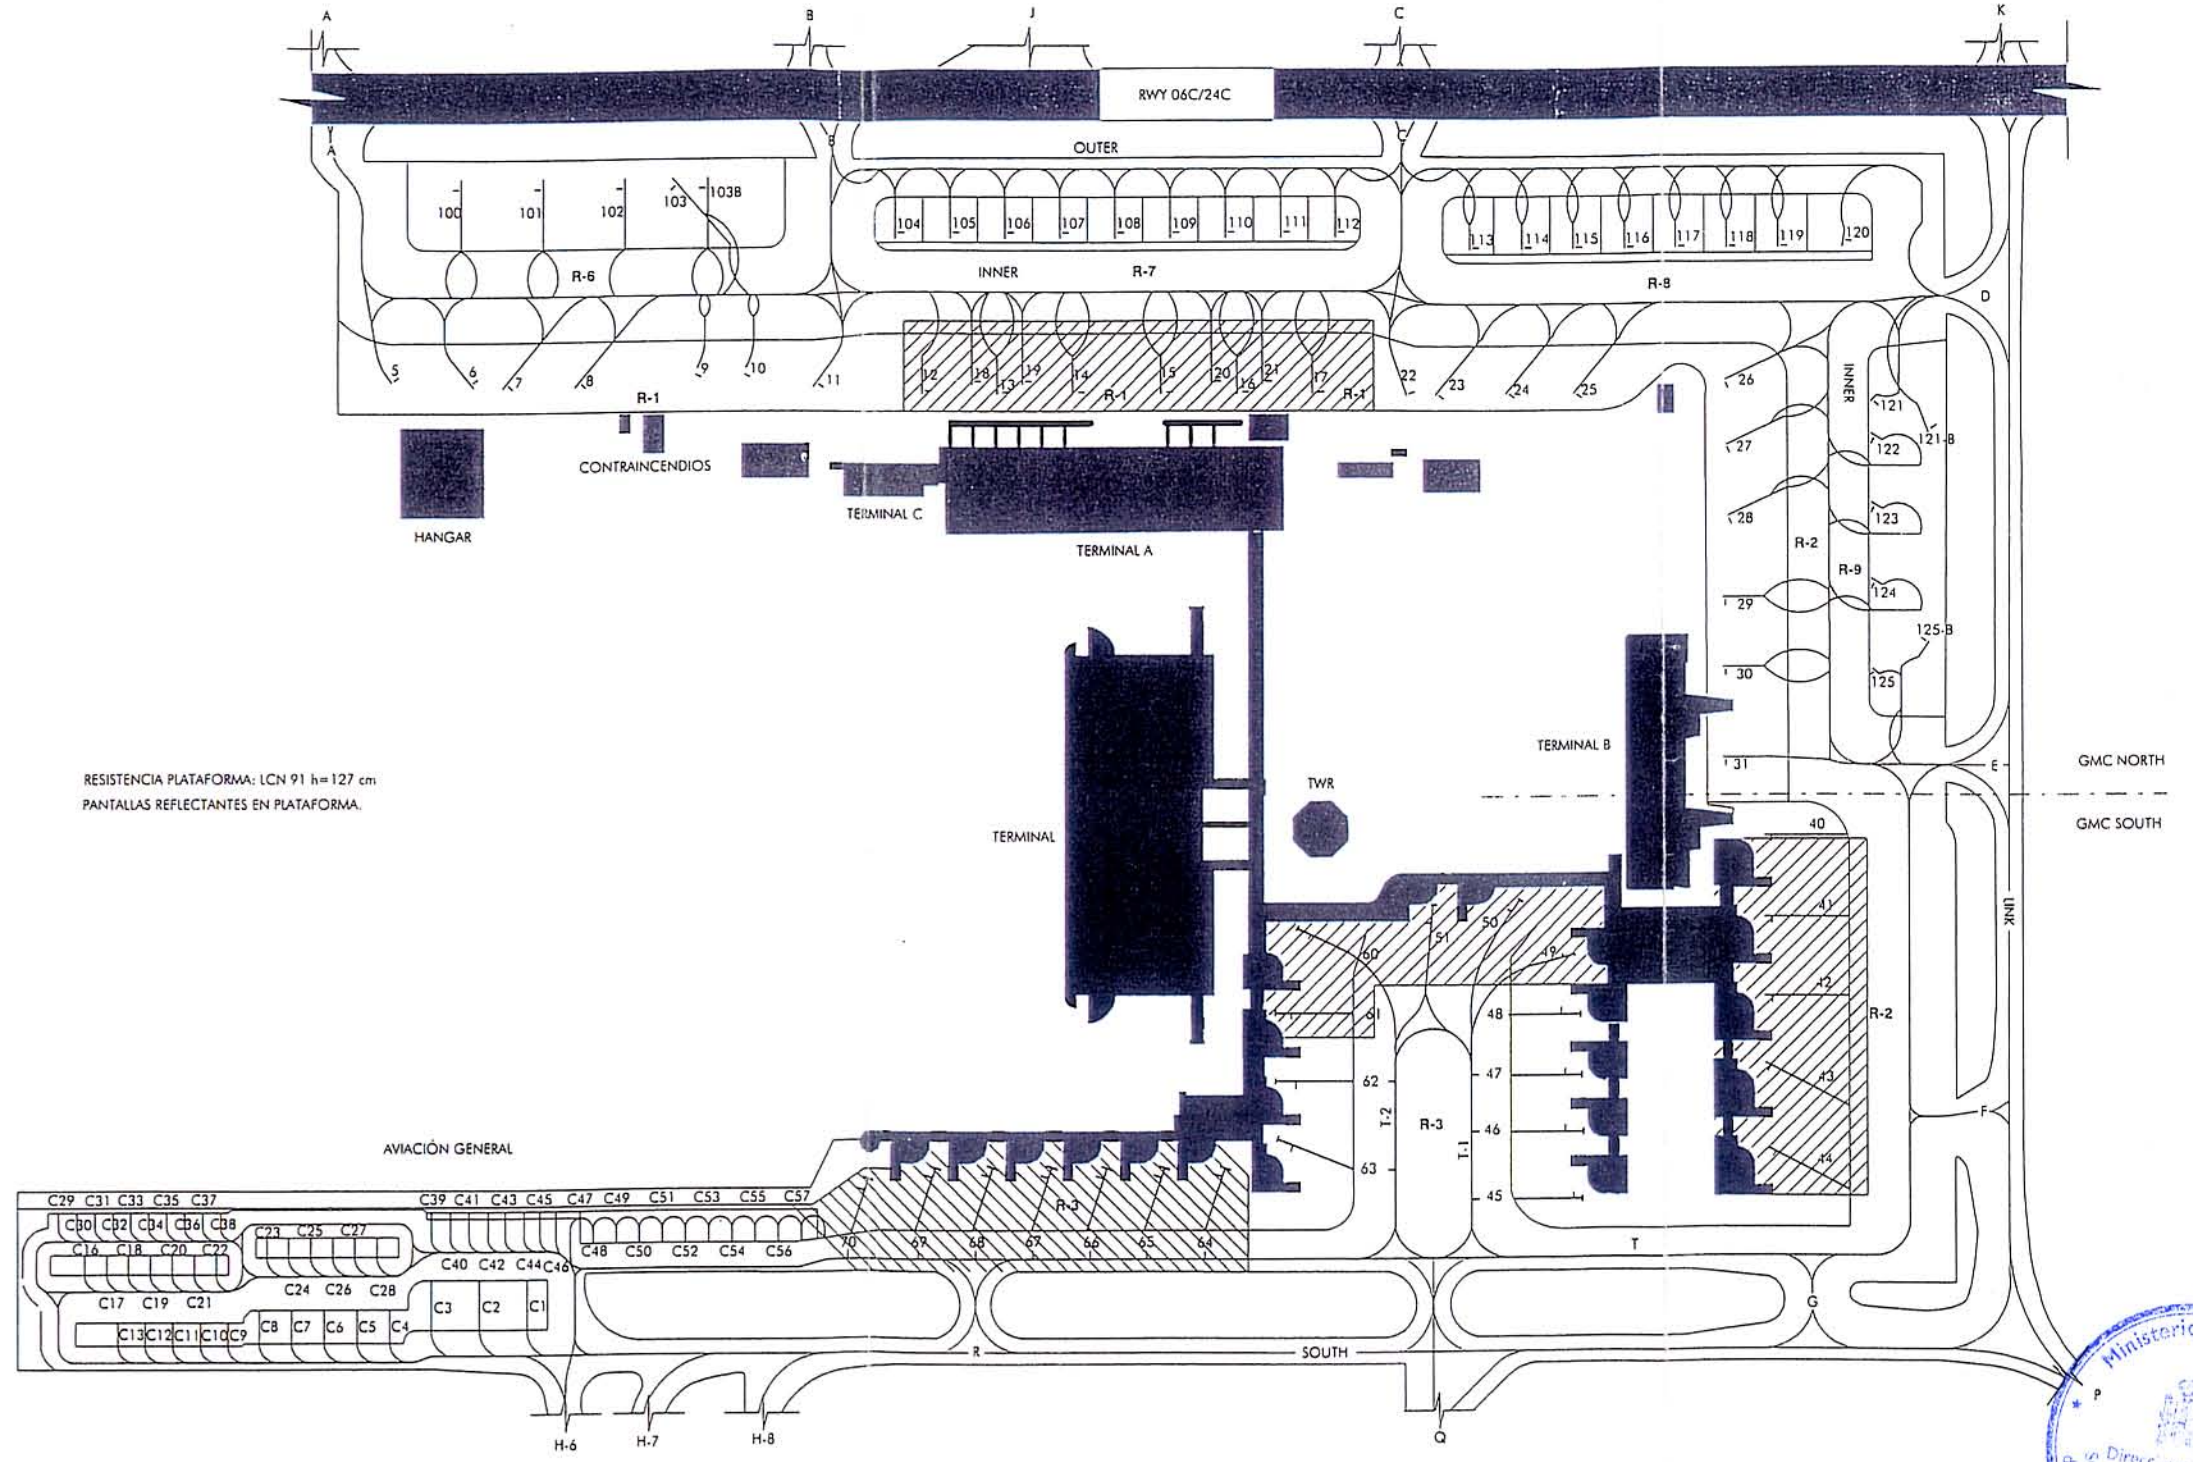 A B J C K
RWY 06C/24C
A B C
OUTER
100 101 102 103 103B
104 105 106 107 108 109 110 111 112
113 114 115 116 117 118 119 120
R-6 INNER R-7 R-8 D
5 6 7 8 9 10 11 12 18 13 19 14 15 20 16 21 17 22 23 24 25 26
R-1 R-1 R-1
INNER
121
121-B
27 122
CONTRAINCENDIOS
TERMINAL C
28 123
HANGAR
TERMINAL A
R-2
R-9
29 124
125-B
30 125
TERMINAL B
31 E
GMC NORTH
RESISTENCIA PLATAFORMA: LCN 91 h=127 cm
PANTALLAS REFLECTANTES EN PLATAFORMA.
TWR
TERMINAL
40
GMC SOUTH
41
LINK
50
51
60 49
42
61 48 R-2
47
62 43
T-2 R-3 T-1
46 F
63 44
45
AVIACIÓN GENERAL
C29 C31 C33 C35 C37 C39 C41 C43 C45 C47 C49 C51 C53 C55 C57
R-3
C30 C32 C34 C36 C38
C23 C25 C27
C16 C18 C20 C22
C48 C50 C52 C54 C56
70 69 68 67 66 65 64
T
C40 C42 C44 C46
C24 C26 C28
C17 C19 C21
C3 C2 C1
G
C13 C12 C11 C10 C9 C8 C7 C6 C5 C4
R SOUTH
P
H-6 H-7 H-8 Q
Ministerio